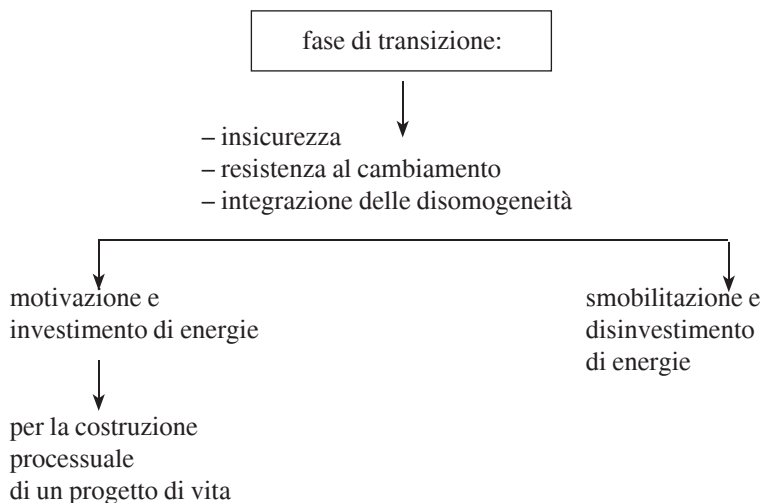 fase di transizione:
– insicurezza
– resistenza al cambiamento
– integrazione delle disomogeneità
motivazione e
investimento di energie
smobilitazione e
disinvestimento
di energie
per la costruzione
processuale
di un progetto di vita